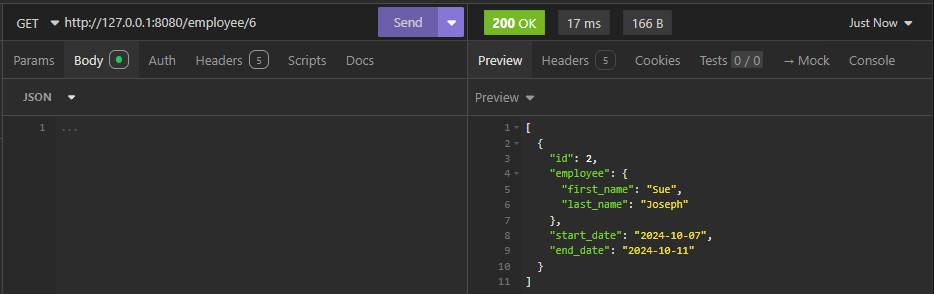 GET http://127.0.0.1:8080/employee/6 Send 200 OK 17 ms 166 B Just Now
Params Body Auth Headers 5 Scripts Docs Preview Headers 5 Cookies Tests 0 / 0 → Mock Console
JSON Preview
1 ...
1 [
2 {
3 "id": 2,
4 "employee": {
5 "first_name": "Sue",
6 "last_name": "Joseph"
7 },
8 "start_date": "2024-10-07",
9 "end_date": "2024-10-11"
10 }
11 ]